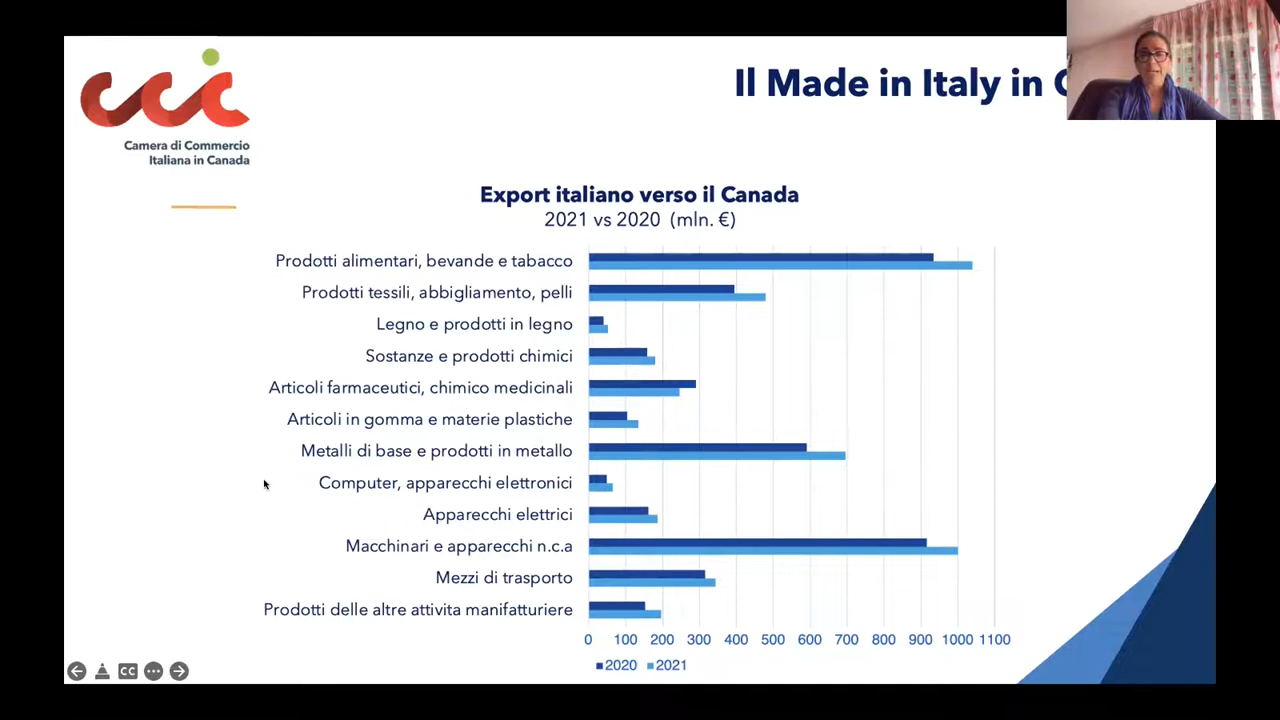 ccic
Camera di Commercio
Italiana in Canada
Il Made in Italy in
Export italiano verso il Canada
2021 vs 2020 (mln. €)
Prodotti alimentari, bevande e tabacco
Prodotti tessili, abbigliamento, pelli
Legno e prodotti in legno
Sostanze e prodotti chimici
Articoli farmaceutici, chimico medicinali
Articoli in gomma e materie plastiche
Metalli di base e prodotti in metallo
Computer, apparecchi elettronici
Apparecchi elettrici
Macchinari e apparecchi n.c.a
Mezzi di trasporto
Prodotti delle altre attivita manifatturiere
0 100 200 300 400 500 600 700 800 900 1000 1100
2020 2021
CC